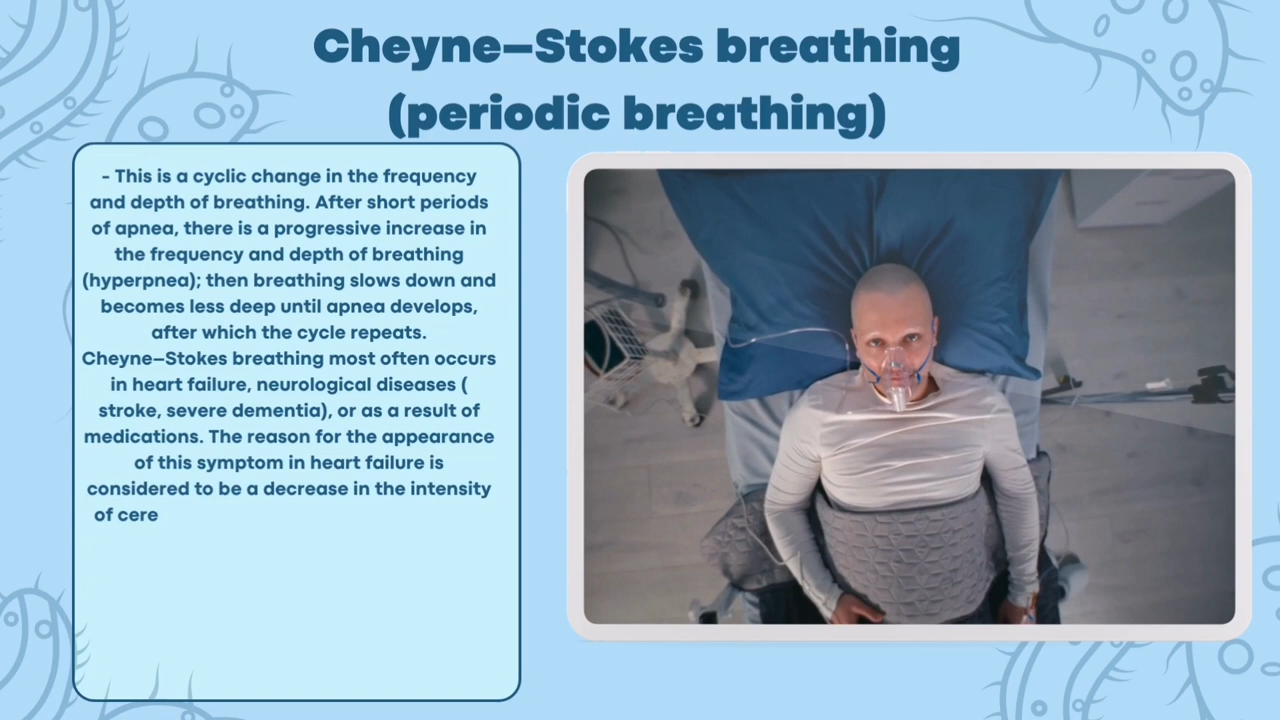 Cheyne–Stokes breathing
(periodic breathing)
- This is a cyclic change in the frequency
and depth of breathing. After short periods
of apnea, there is a progressive increase in
the frequency and depth of breathing
(hyperpnea); then breathing slows down and
becomes less deep until apnea develops,
after which the cycle repeats.
Cheyne–Stokes breathing most often occurs
in heart failure, neurological diseases (
stroke, severe dementia), or as a result of
medications. The reason for the appearance
of this symptom in heart failure is
considered to be a decrease in the intensity
of cere